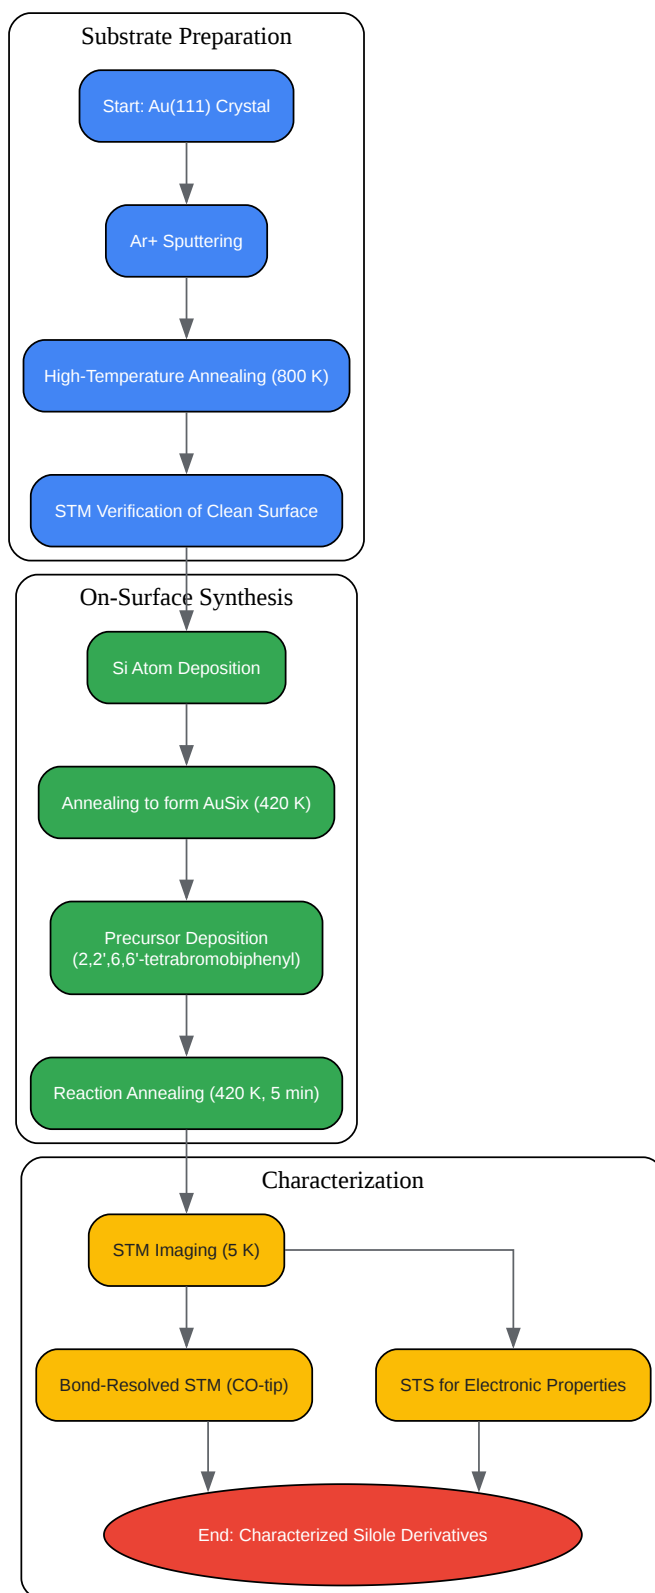 Substrate Preparation
Start: Au(111) Crystal
Ar+ Sputtering
High-Temperature Annealing (800 K)
STM Verification of Clean Surface
On-Surface Synthesis
Si Atom Deposition
Annealing to form AuSix (420 K)
Precursor Deposition
(2,2',6,6'-tetrabromobiphenyl)
Reaction Annealing (420 K, 5 min)
Characterization
STM Imaging (5 K)
Bond-Resolved STM (CO-tip)
STS for Electronic Properties
End: Characterized Silole Derivatives